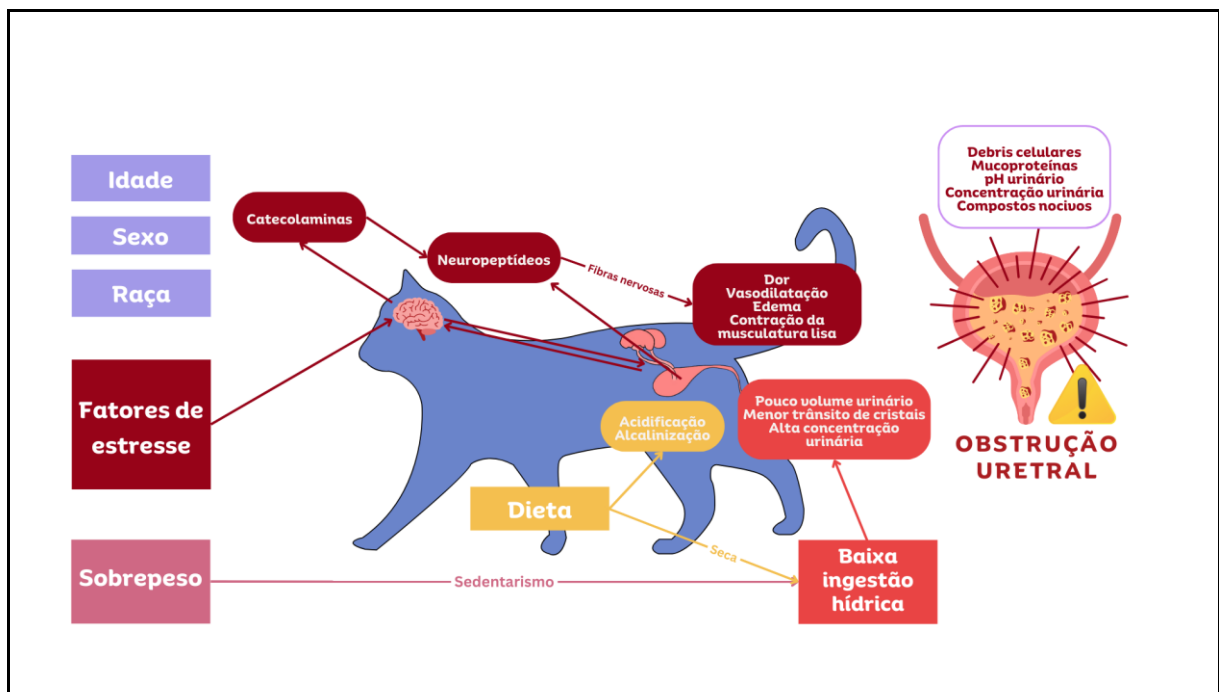 Idade
Sexo
Raça
Fatores de
estresse
Sobrepeso
Catecolaminas
Neuropeptídeos
Fibras nervosas
Dor
Vasodilatação
Edema
Contração da
musculatura lisa
Acidificação
Alcalinização
Dieta
Seca
Sedentarismo
Pouco volume urinário
Menor trânsito de cristais
Alta concentração
urinária
Baixa
ingestão
hídrica
Debris celulares
Mucoproteínas
pH urinário
Concentração urinária
Compostos nocivos
OBSTRUÇÃO
URETRAL